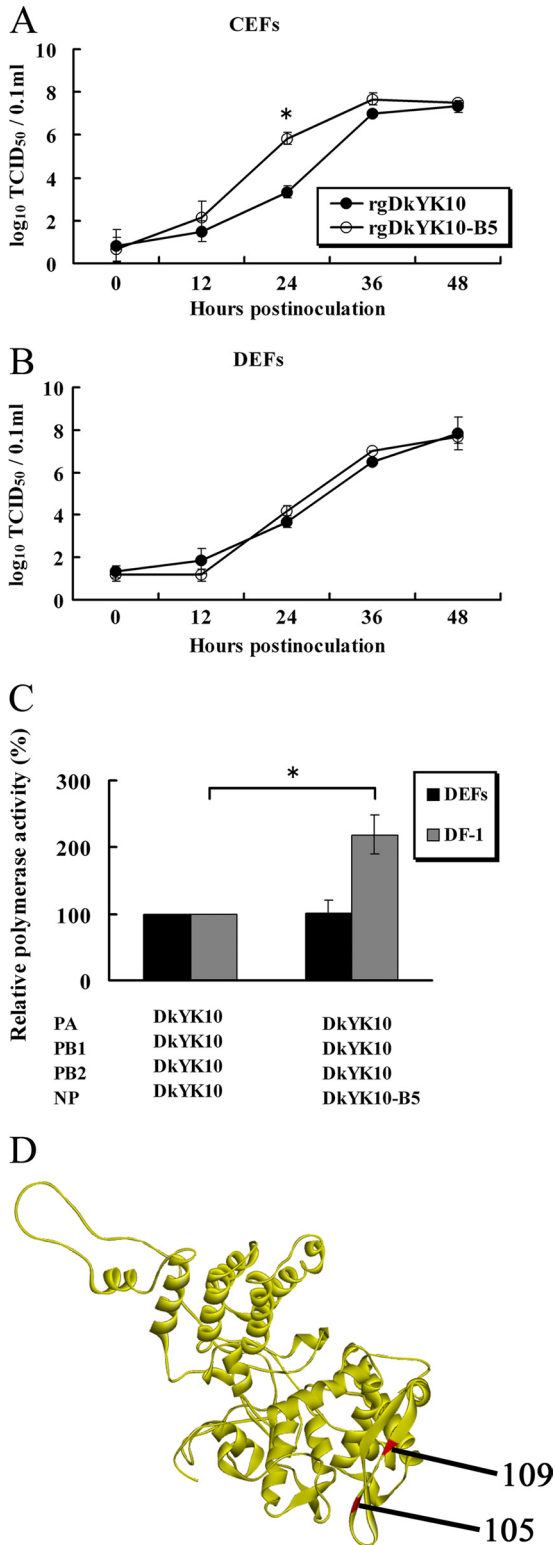 A
CEFs
log10 TCID50 / 0.1ml
10
8
6
4
2
0
*
rgDkYK10
rgDkYK10-B5
0 12 24 36 48
Hours postinoculation
B
DEFs
log10 TCID50 / 0.1ml
10
8
6
4
2
0
0 12 24 36 48
Hours postinoculation
C
Relative polymerase activity (%)
300
200
100
0
*
DEFs
DF-1
PA DkYK10 DkYK10
PB1 DkYK10 DkYK10
PB2 DkYK10 DkYK10
NP DkYK10 DkYK10-B5
D
109
105